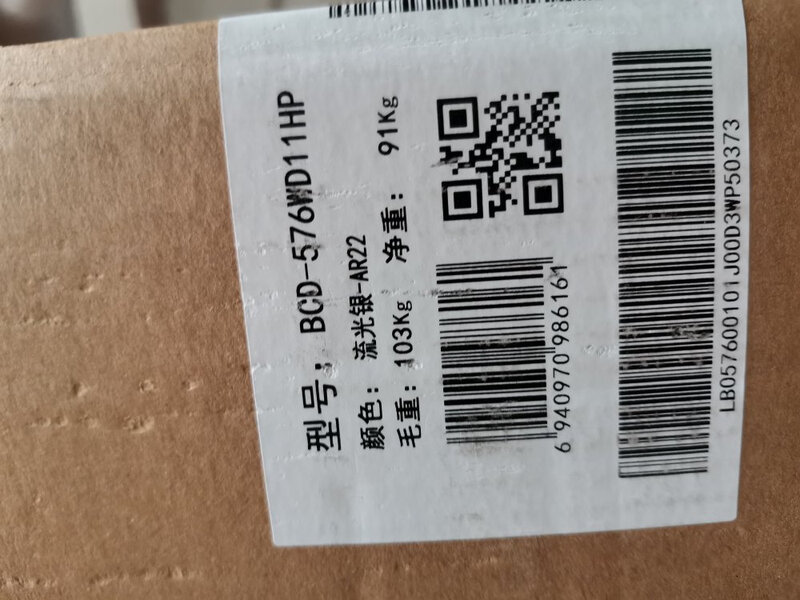 型号: BCD-576WD11HP
颜色: 流光银-AR22
毛重: 103Kg 净重: 91Kg
6 940970 986161
LB057600101J00D3WP50373